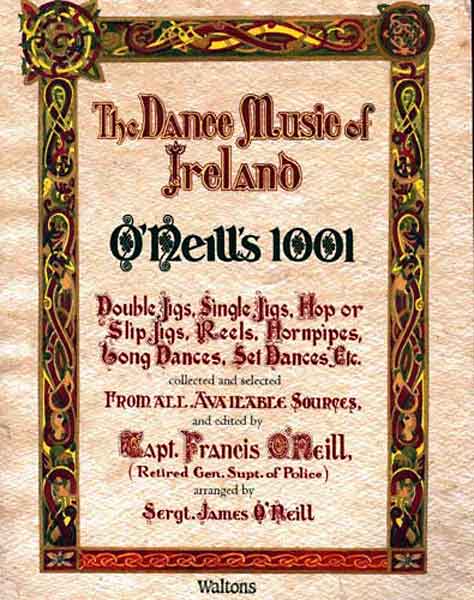 The Dance Music of
Ireland
O'Neill's 1001
Double Jigs, Single Jigs, Hop or
Slip Jigs, Reels, Hornpipes,
Long Dances, Set Dances, Etc.
collected and selected
From all Available Sources,
and edited by
Capt. Francis O'Neill,
(Retired Gen. Supt. of Police)
arranged by
Sergt. James O'Neill
Waltons